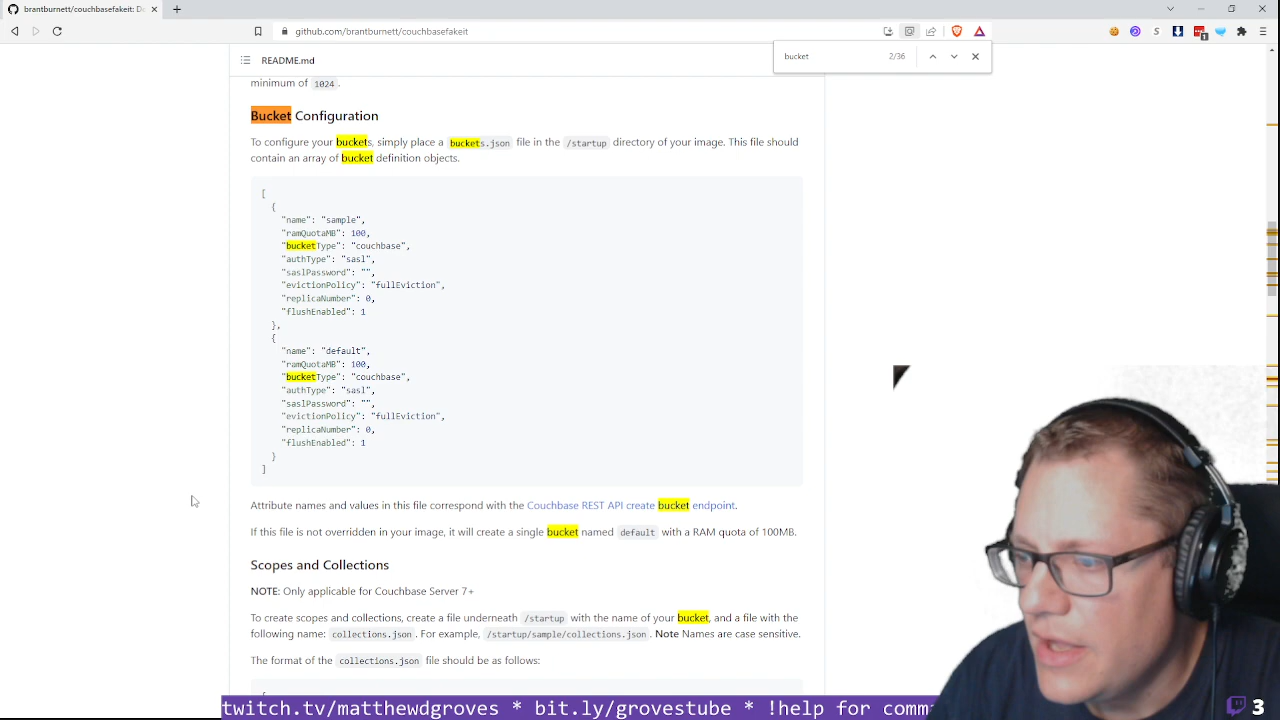 brantburnett/couchbasefakeit: Do
github.com/brantburnett/couchbasefakeit
bucket 2/36
README.md
minimum of 1024.
Bucket Configuration
To configure your buckets, simply place a buckets.json file in the /startup directory of your image. This file should
contain an array of bucket definition objects.
[
{
"name": "sample",
"ramQuotaMB": 100,
"bucketType": "couchbase",
"authType": "sasl",
"saslPassword": "",
"evictionPolicy": "fullEviction",
"replicaNumber": 0,
"flushEnabled": 1
},
{
"name": "default",
"ramQuotaMB": 100,
"bucketType": "couchbase",
"authType": "sasl",
"saslPassword": "",
"evictionPolicy": "fullEviction",
"replicaNumber": 0,
"flushEnabled": 1
}
]
Attribute names and values in this file correspond with the Couchbase REST API create bucket endpoint.
If this file is not overridden in your image, it will create a single bucket named default with a RAM quota of 100MB.
Scopes and Collections
NOTE: Only applicable for Couchbase Server 7+
To create scopes and collections, create a file underneath /startup with the name of your bucket, and a file with the
following name: collections.json. For example, /startup/sample/collections.json. Note Names are case sensitive.
The format of the collections.json file should be as follows:
twitch.tv/matthewdgroves * bit.ly/grovestube * !help for comma
3